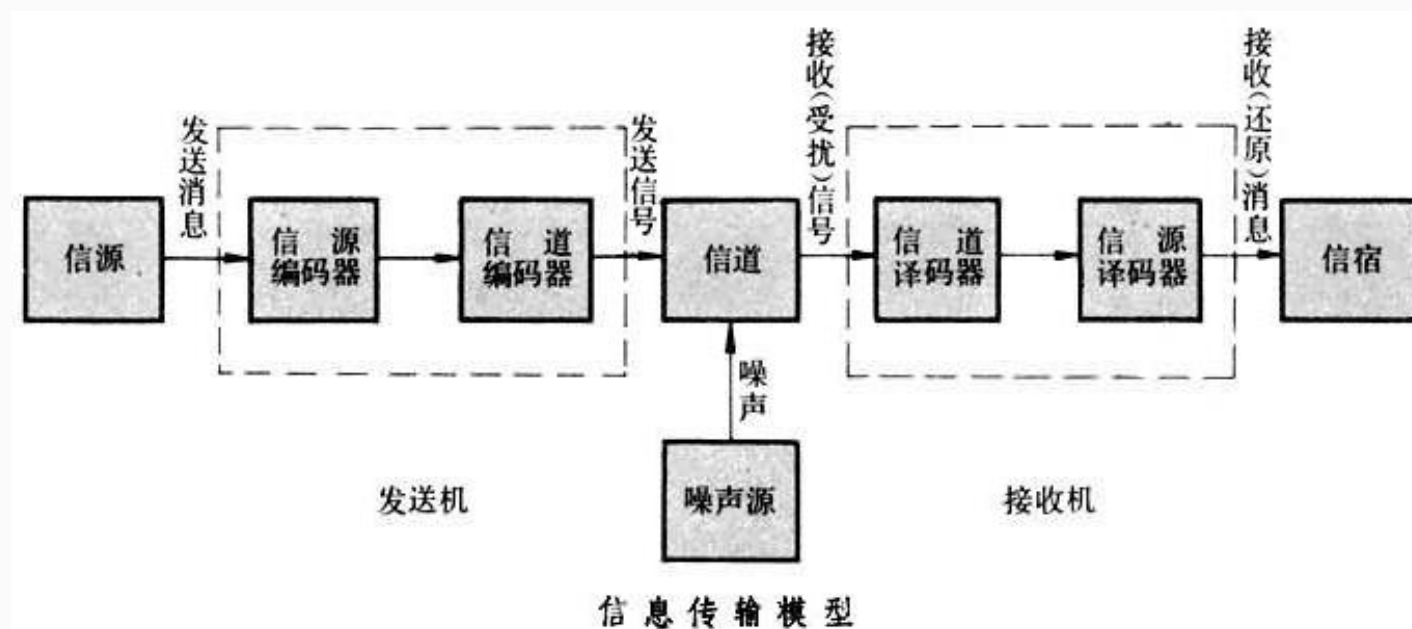 信源
发送消息
信 源
编码器
信 道
编码器
发送信号
信道
接收(受扰)信号
信 道
译码器
信 源
译码器
接收(还原)消息
信宿
噪声
噪声源
发送机
接收机
信息传输模型